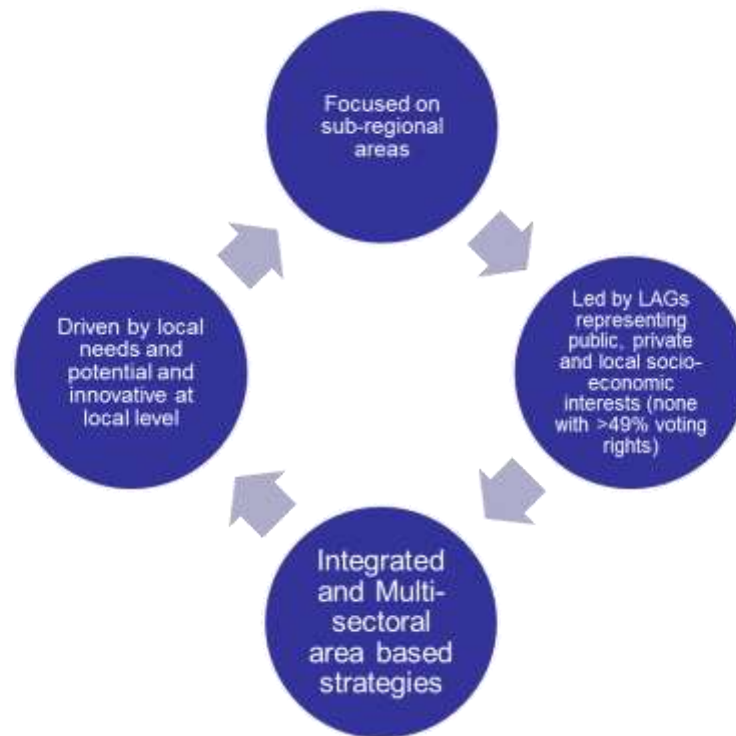 Focused on
sub-regional
areas
Led by LAGs
representing
public, private
and local socio-
economic
interests (none
with >49% voting
rights)
Integrated
and Multi-
sectoral
area based
strategies
Driven by local
needs and
potential and
innovative at
local level